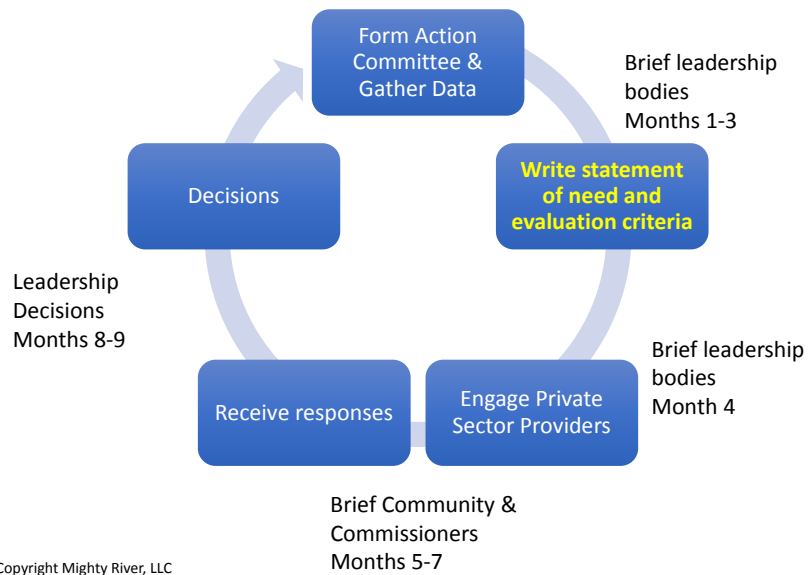 Form Action
Committee &
Gather Data
Brief leadership
bodies
Months 1-3
Write statement
of need and
evaluation criteria
Brief leadership
bodies
Month 4
Engage Private
Sector Providers
Brief Community &
Commissioners
Months 5-7
Receive responses
Leadership
Decisions
Months 8-9
Decisions
Copyright Mighty River, LLC